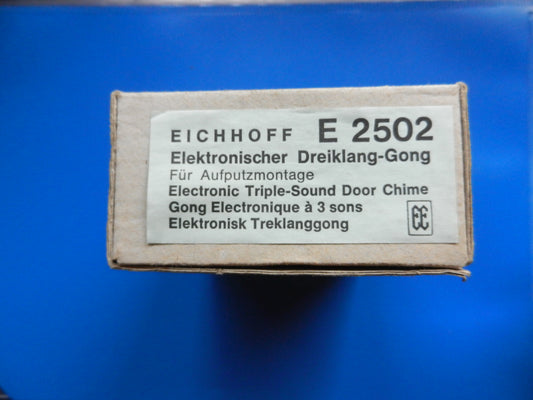 EICHHOFF E 2502
Elektronischer Dreiklang-Gong
Für Aufputzmontage
Electronic Triple-Sound Door Chime
Gong Electronique à 3 sons
Elektronisk Treklanggong